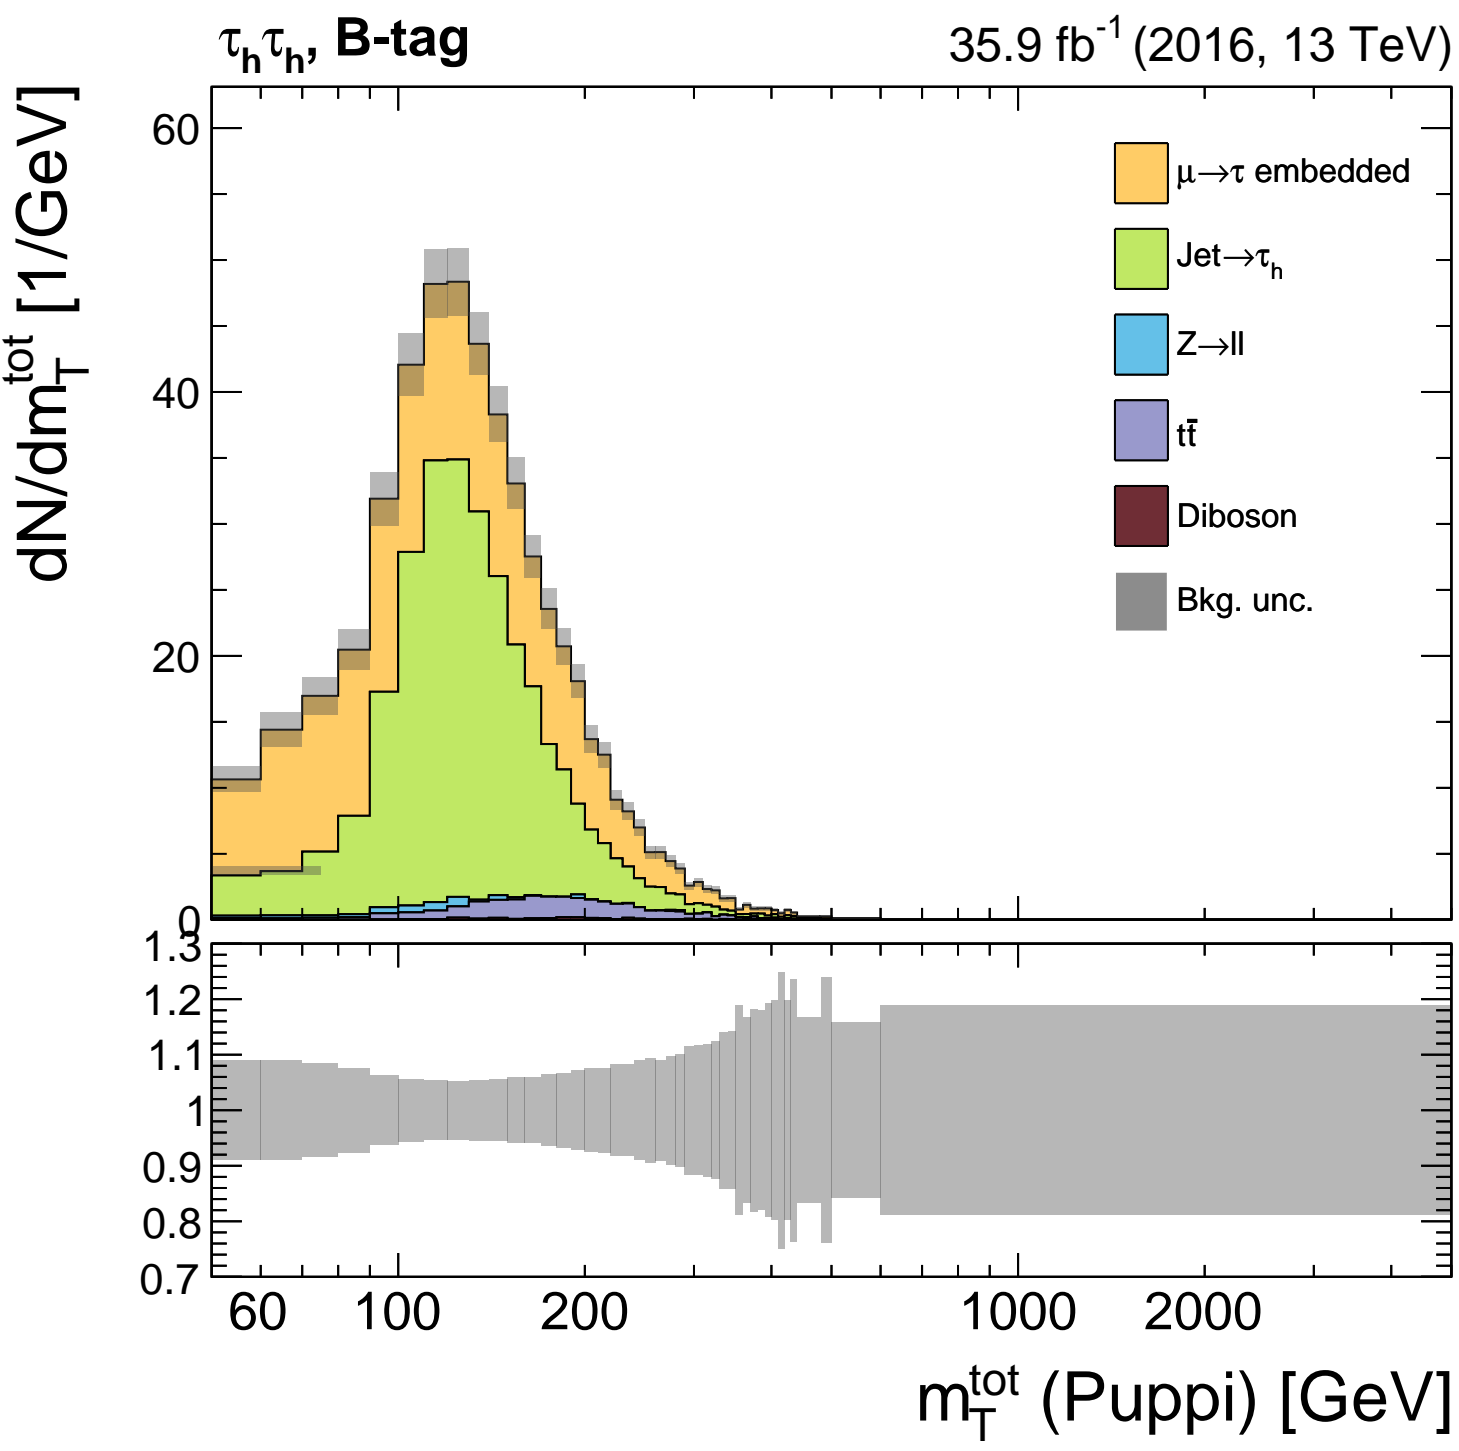 τhτh, B-tag
35.9 fb-1 (2016, 13 TeV)
dN/dmTtot [1/GeV]
60
40
20
0
μ→τ embedded
Jet→τh
Z→ll
tt̄
Diboson
Bkg. unc.
1.3
1.2
1.1
1
0.9
0.8
0.7
60 100 200 1000 2000
mTtot (Puppi) [GeV]